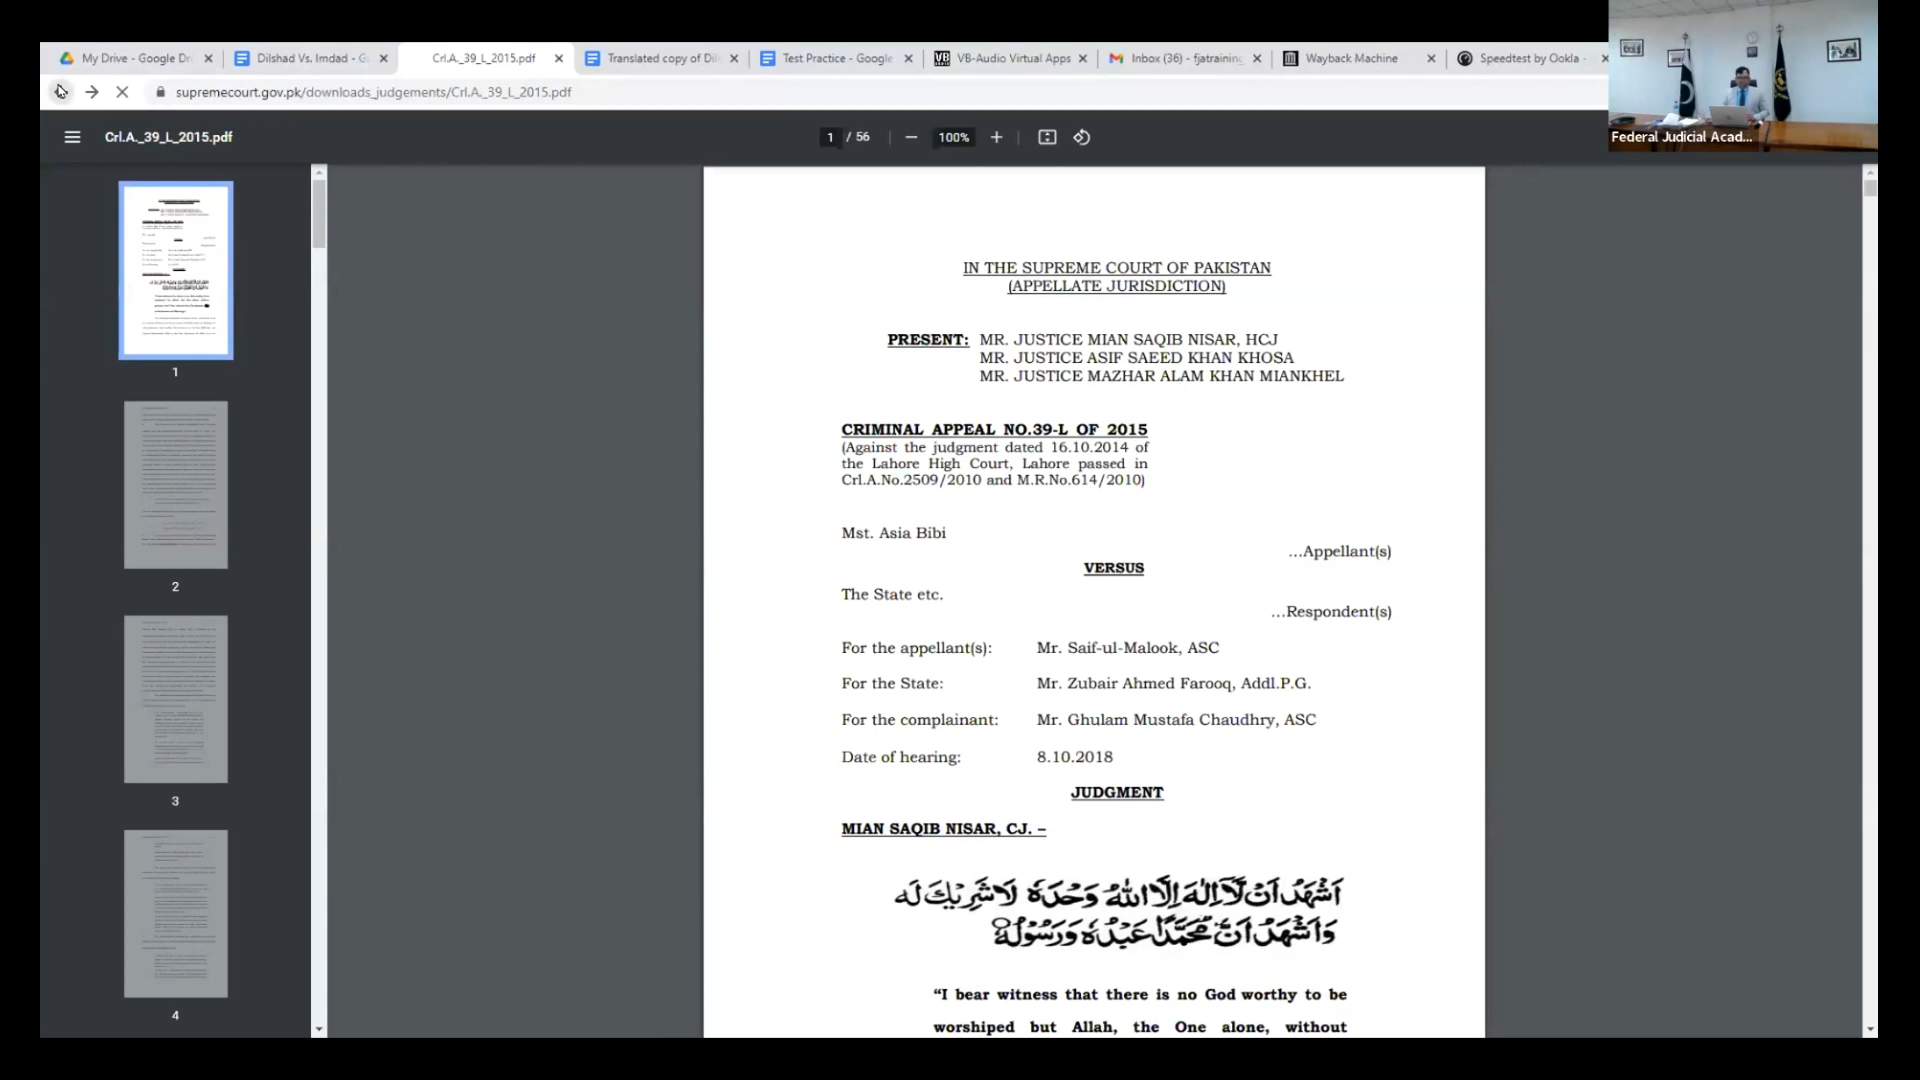 My Drive - Google Dr
Dilshad Vs. Imdad - G
Crl.A._39_L_2015.pdf
Translated copy of Dil
Test Practice - Google
VB-Audio Virtual Apps
Inbox (36) - fjatraining
Wayback Machine
Speedtest by Ookla -
supremecourt.gov.pk/downloads_judgements/Crl.A._39_L_2015.pdf
Federal Judicial Acad...
Crl.A._39_L_2015.pdf
1 / 56
100%
1
2
3
4
IN THE SUPREME COURT OF PAKISTAN
(APPELLATE JURISDICTION)
PRESENT: MR. JUSTICE MIAN SAQIB NISAR, HCJ
MR. JUSTICE ASIF SAEED KHAN KHOSA
MR. JUSTICE MAZHAR ALAM KHAN MIANKHEL
CRIMINAL APPEAL NO.39-L OF 2015
(Against the judgment dated 16.10.2014 of
the Lahore High Court, Lahore passed in
Crl.A.No.2509/2010 and M.R.No.614/2010)
Mst. Asia Bibi
...Appellant(s)
VERSUS
The State etc.
...Respondent(s)
For the appellant(s): Mr. Saif-ul-Malook, ASC
For the State: Mr. Zubair Ahmed Farooq, Addl.P.G.
For the complainant: Mr. Ghulam Mustafa Chaudhry, ASC
Date of hearing: 8.10.2018
JUDGMENT
MIAN SAQIB NISAR, CJ. –
اَشْهَدُ اَنْ لَّآ اِلٰهَ اِلَّا اللّٰهُ وَحْدَهٗ لَا شَرِيْكَ لَهٗ
وَاَشْهَدُ اَنَّ مُحَمَّدًا عَبْدُهٗ وَرَسُوْلُهٗ
“I bear witness that there is no God worthy to be
worshiped but Allah, the One alone, without